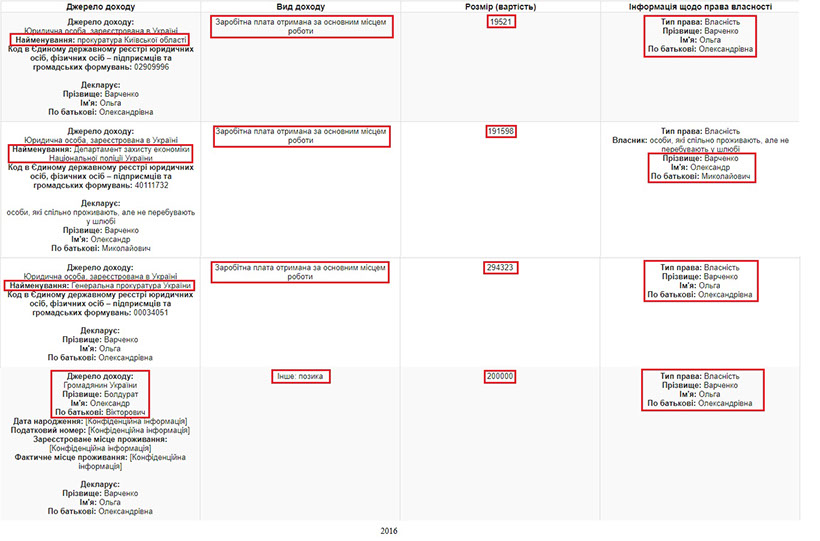 Джерело доходу
Вид доходу
Розмір (вартість)
Інформація щодо права власності
Джерело доходу:
Юридична особа, зареєстрована в Україні
Найменування: прокуратура Київської області
Код в Єдиному державному реєстрі юридичних
осіб, фізичних осіб – підприємців та
громадських формувань: 02909996
Декларує:
Прізвище: Варченко
Ім'я: Ольга
По батькові: Олександрівна
Заробітна плата отримана за основним місцем
роботи
19521
Тип права: Власність
Прізвище: Варченко
Ім'я: Ольга
По батькові: Олександрівна
Джерело доходу:
Юридична особа, зареєстрована в Україні
Найменування: Департамент захисту економіки
Національної поліції України
Код в Єдиному державному реєстрі юридичних
осіб, фізичних осіб – підприємців та
громадських формувань: 40111732
Декларує:
особи, які спільно проживають, але не перебувають
у шлюбі
Прізвище: Варченко
Ім'я: Олександр
По батькові: Миколайович
Заробітна плата отримана за основним місцем
роботи
191598
Тип права: Власність
Власник: особи, які спільно проживають, але не
перебувають у шлюбі
Прізвище: Варченко
Ім'я: Олександр
По батькові: Миколайович
Джерело доходу:
Юридична особа, зареєстрована в Україні
Найменування: Генеральна прокуратура України
Код в Єдиному державному реєстрі юридичних
осіб, фізичних осіб – підприємців та
громадських формувань: 00034051
Декларує:
Прізвище: Варченко
Ім'я: Ольга
По батькові: Олександрівна
Заробітна плата отримана за основним місцем
роботи
294323
Тип права: Власність
Прізвище: Варченко
Ім'я: Ольга
По батькові: Олександрівна
Джерело доходу:
Громадянин України
Прізвище: Болдурат
Ім'я: Олександр
По батькові: Вікторович
Дата народження: [Конфіденційна інформація]
Податковий номер: [Конфіденційна інформація]
Зареєстроване місце проживання:
[Конфіденційна інформація]
Фактичне місце проживання: [Конфіденційна
інформація]
Декларує:
Прізвище: Варченко
Ім'я: Ольга
По батькові: Олександрівна
Інше: позика
200000
Тип права: Власність
Прізвище: Варченко
Ім'я: Ольга
По батькові: Олександрівна
2016